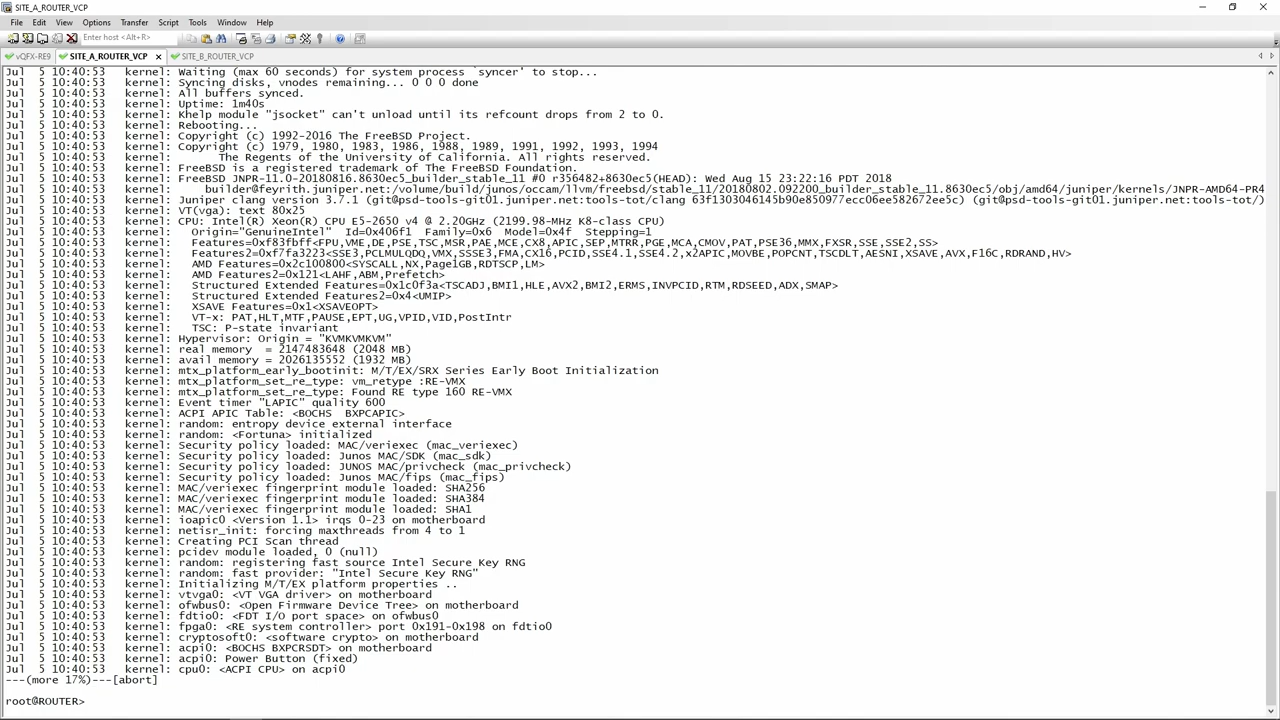 SITE_A_ROUTER_VCP
File Edit View Options Transfer Script Tools Window Help
Enter host <Alt+R>
vQFX-RE9 SITE_A_ROUTER_VCP × SITE_B_ROUTER_VCP
Jul  5 10:40:53   kernel: Waiting (max 60 seconds) for system process `syncer' to stop...
Jul  5 10:40:53   kernel: Syncing disks, vnodes remaining... 0 0 0 done
Jul  5 10:40:53   kernel: All buffers synced.
Jul  5 10:40:53   kernel: Uptime: 1m40s
Jul  5 10:40:53   kernel: Khelp module "jsocket" can't unload until its refcount drops from 2 to 0.
Jul  5 10:40:53   kernel: Rebooting...
Jul  5 10:40:53   kernel: Copyright (c) 1992-2016 The FreeBSD Project.
Jul  5 10:40:53   kernel: Copyright (c) 1979, 1980, 1983, 1986, 1988, 1989, 1991, 1992, 1993, 1994
Jul  5 10:40:53   kernel:       The Regents of the University of California. All rights reserved.
Jul  5 10:40:53   kernel: FreeBSD is a registered trademark of The FreeBSD Foundation.
Jul  5 10:40:53   kernel: FreeBSD JNPR-11.0-20180816.8630ec5_builder_stable_11 #0 r356482+8630ec5(HEAD): Wed Aug 15 23:22:16 PDT 2018
Jul  5 10:40:53   kernel:     builder@feyrith.juniper.net:/volume/build/junos/occam/llvm/freebsd/stable_11/20180802.092200_builder_stable_11.8630ec5/obj/amd64/juniper/kernels/JNPR-AMD64-PR4
Jul  5 10:40:53   kernel: Juniper clang version 3.7.1 (git@psd-tools-git01.juniper.net:tools-tot/clang 63f1303046145b90e850977ecc06ee582672ec5c) (git@psd-tools-git01.juniper.net:tools-tot/)
Jul  5 10:40:53   kernel: VT(vga): text 80x25
Jul  5 10:40:53   kernel: CPU: Intel(R) Xeon(R) CPU E5-2650 v4 @ 2.20GHz (2199.98-MHz K8-class CPU)
Jul  5 10:40:53   kernel:   Origin="GenuineIntel"  Id=0x406f1  Family=0x6  Model=0x4f  Stepping=1
Jul  5 10:40:53   kernel:   Features=0xf83fbff<FPU,VME,DE,PSE,TSC,MSR,PAE,MCE,CX8,APIC,SEP,MTRR,PGE,MCA,CMOV,PAT,PSE36,MMX,FXSR,SSE,SSE2,SS>
Jul  5 10:40:53   kernel:   Features2=0xf7fa3223<SSE3,PCLMULQDQ,VMX,SSSE3,FMA,CX16,PCID,SSE4.1,SSE4.2,x2APIC,MOVBE,POPCNT,TSCDLT,AESNI,XSAVE,AVX,F16C,RDRAND,HV>
Jul  5 10:40:53   kernel:   AMD Features=0x2c100800<SYSCALL,NX,Page1GB,RDTSCP,LM>
Jul  5 10:40:53   kernel:   AMD Features2=0x121<LAHF,ABM,Prefetch>
Jul  5 10:40:53   kernel:   Structured Extended Features=0x1c0f3a<TSCADJ,BMI1,HLE,AVX2,BMI2,ERMS,INVPCID,RTM,RDSEED,ADX,SMAP>
Jul  5 10:40:53   kernel:   Structured Extended Features2=0x4<UMIP>
Jul  5 10:40:53   kernel:   XSAVE Features=0x1<XSAVEOPT>
Jul  5 10:40:53   kernel:   VT-x: PAT,HLT,MTF,PAUSE,EPT,UG,VPID,VID,PostIntr
Jul  5 10:40:53   kernel:   TSC: P-state invariant
Jul  5 10:40:53   kernel: Hypervisor: Origin = "KVMKVMKVM"
Jul  5 10:40:53   kernel: real memory  = 2147483648 (2048 MB)
Jul  5 10:40:53   kernel: avail memory = 2026135552 (1932 MB)
Jul  5 10:40:53   kernel: mtx_platform_early_bootinit: M/T/EX/SRX Series Early Boot Initialization
Jul  5 10:40:53   kernel: mtx_platform_set_re_type: vm_retype :RE-VMX
Jul  5 10:40:53   kernel: mtx_platform_set_re_type: Found RE type 160 RE-VMX
Jul  5 10:40:53   kernel: Event timer "LAPIC" quality 600
Jul  5 10:40:53   kernel: ACPI APIC Table: <BOCHS  BXPCAPIC>
Jul  5 10:40:53   kernel: random: entropy device external interface
Jul  5 10:40:53   kernel: random: <Fortuna> initialized
Jul  5 10:40:53   kernel: Security policy loaded: MAC/veriexec (mac_veriexec)
Jul  5 10:40:53   kernel: Security policy loaded: Junos MAC/SDK (mac_sdk)
Jul  5 10:40:53   kernel: Security policy loaded: JUNOS MAC/privcheck (mac_privcheck)
Jul  5 10:40:53   kernel: Security policy loaded: Junos MAC/fips (mac_fips)
Jul  5 10:40:53   kernel: MAC/veriexec fingerprint module loaded: SHA256
Jul  5 10:40:53   kernel: MAC/veriexec fingerprint module loaded: SHA384
Jul  5 10:40:53   kernel: MAC/veriexec fingerprint module loaded: SHA1
Jul  5 10:40:53   kernel: ioapic0 <Version 1.1> irqs 0-23 on motherboard
Jul  5 10:40:53   kernel: netisr_init: forcing maxthreads from 4 to 1
Jul  5 10:40:53   kernel: Creating PCI Scan thread
Jul  5 10:40:53   kernel: pcidev module loaded, 0 (null)
Jul  5 10:40:53   kernel: random: registering fast source Intel Secure Key RNG
Jul  5 10:40:53   kernel: random: fast provider: "Intel Secure Key RNG"
Jul  5 10:40:53   kernel: Initializing M/T/EX platform properties ..
Jul  5 10:40:53   kernel: vtvga0: <VT VGA driver> on motherboard
Jul  5 10:40:53   kernel: ofwbus0: <Open Firmware Device Tree> on motherboard
Jul  5 10:40:53   kernel: fdtio0: <FDT I/O port space> on ofwbus0
Jul  5 10:40:53   kernel: fpga0: <RE system controller> port 0x191-0x198 on fdtio0
Jul  5 10:40:53   kernel: cryptosoft0: <software crypto> on motherboard
Jul  5 10:40:53   kernel: acpi0: <BOCHS BXPCRSDT> on motherboard
Jul  5 10:40:53   kernel: acpi0: Power Button (fixed)
Jul  5 10:40:53   kernel: cpu0: <ACPI CPU> on acpi0
---(more 17%)---[abort]
root@ROUTER>